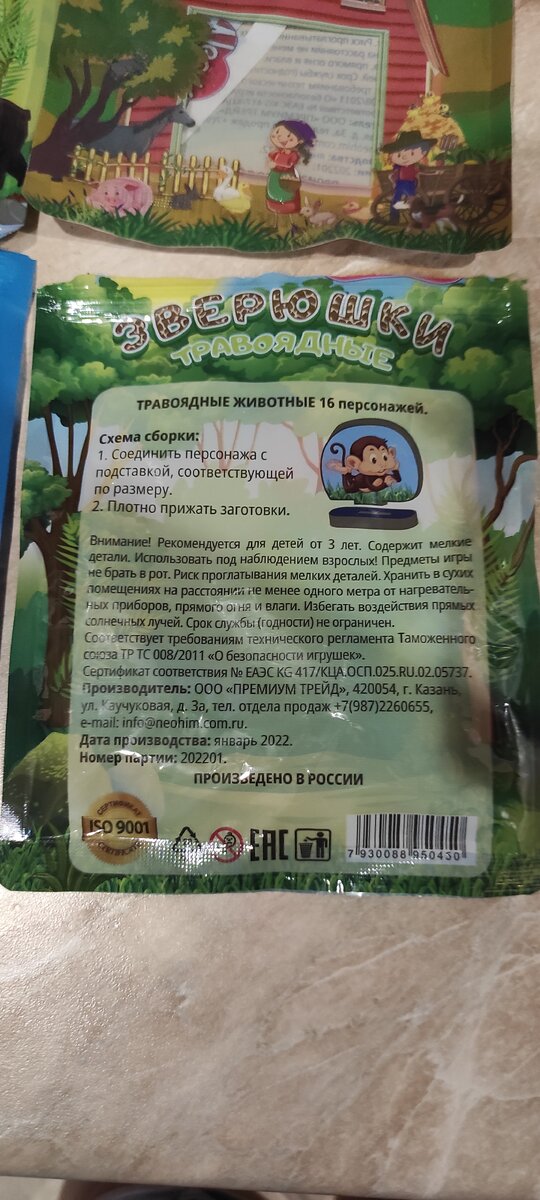 ЗВЕРЮШКИ
ТРАВОЯДНЫЕ
ТРАВОЯДНЫЕ ЖИВОТНЫЕ 16 персонажей.
Схема сборки:
1. Соединить персонажа с
подставкой, соответствующей
по размеру.
2. Плотно прижать заготовки.
Внимание! Рекомендуется для детей от 3 лет. Содержит мелкие
детали. Использовать под наблюдением взрослых! Предметы игры
не брать в рот. Риск проглатывания мелких деталей. Хранить в сухих
помещениях на расстоянии не менее одного метра от нагреватель-
ных приборов, прямого огня и влаги. Избегать воздействия прямых
солнечных лучей. Срок службы (годности) не ограничен.
Соответствует требованиям технического регламента Таможенного
союза ТР ТС 008/2011 «О безопасности игрушек».
Сертификат соответствия № ЕАЭС KG 417/КЦА.ОСП.025.RU.02.05737.
Производитель: ООО «ПРЕМИУМ ТРЕЙД», 420054, г. Казань,
ул. Каучуковая, д. 3а, тел. отдела продаж +7(987)2260655,
e-mail: info@neohim.com.ru.
Дата производства: январь 2022.
Номер партии: 202201.
ПРОИЗВЕДЕНО В РОССИИ
СЕРТИФИКАТ
ISO 9001
CERTIFICATE
ЕАС
7 930088 950430